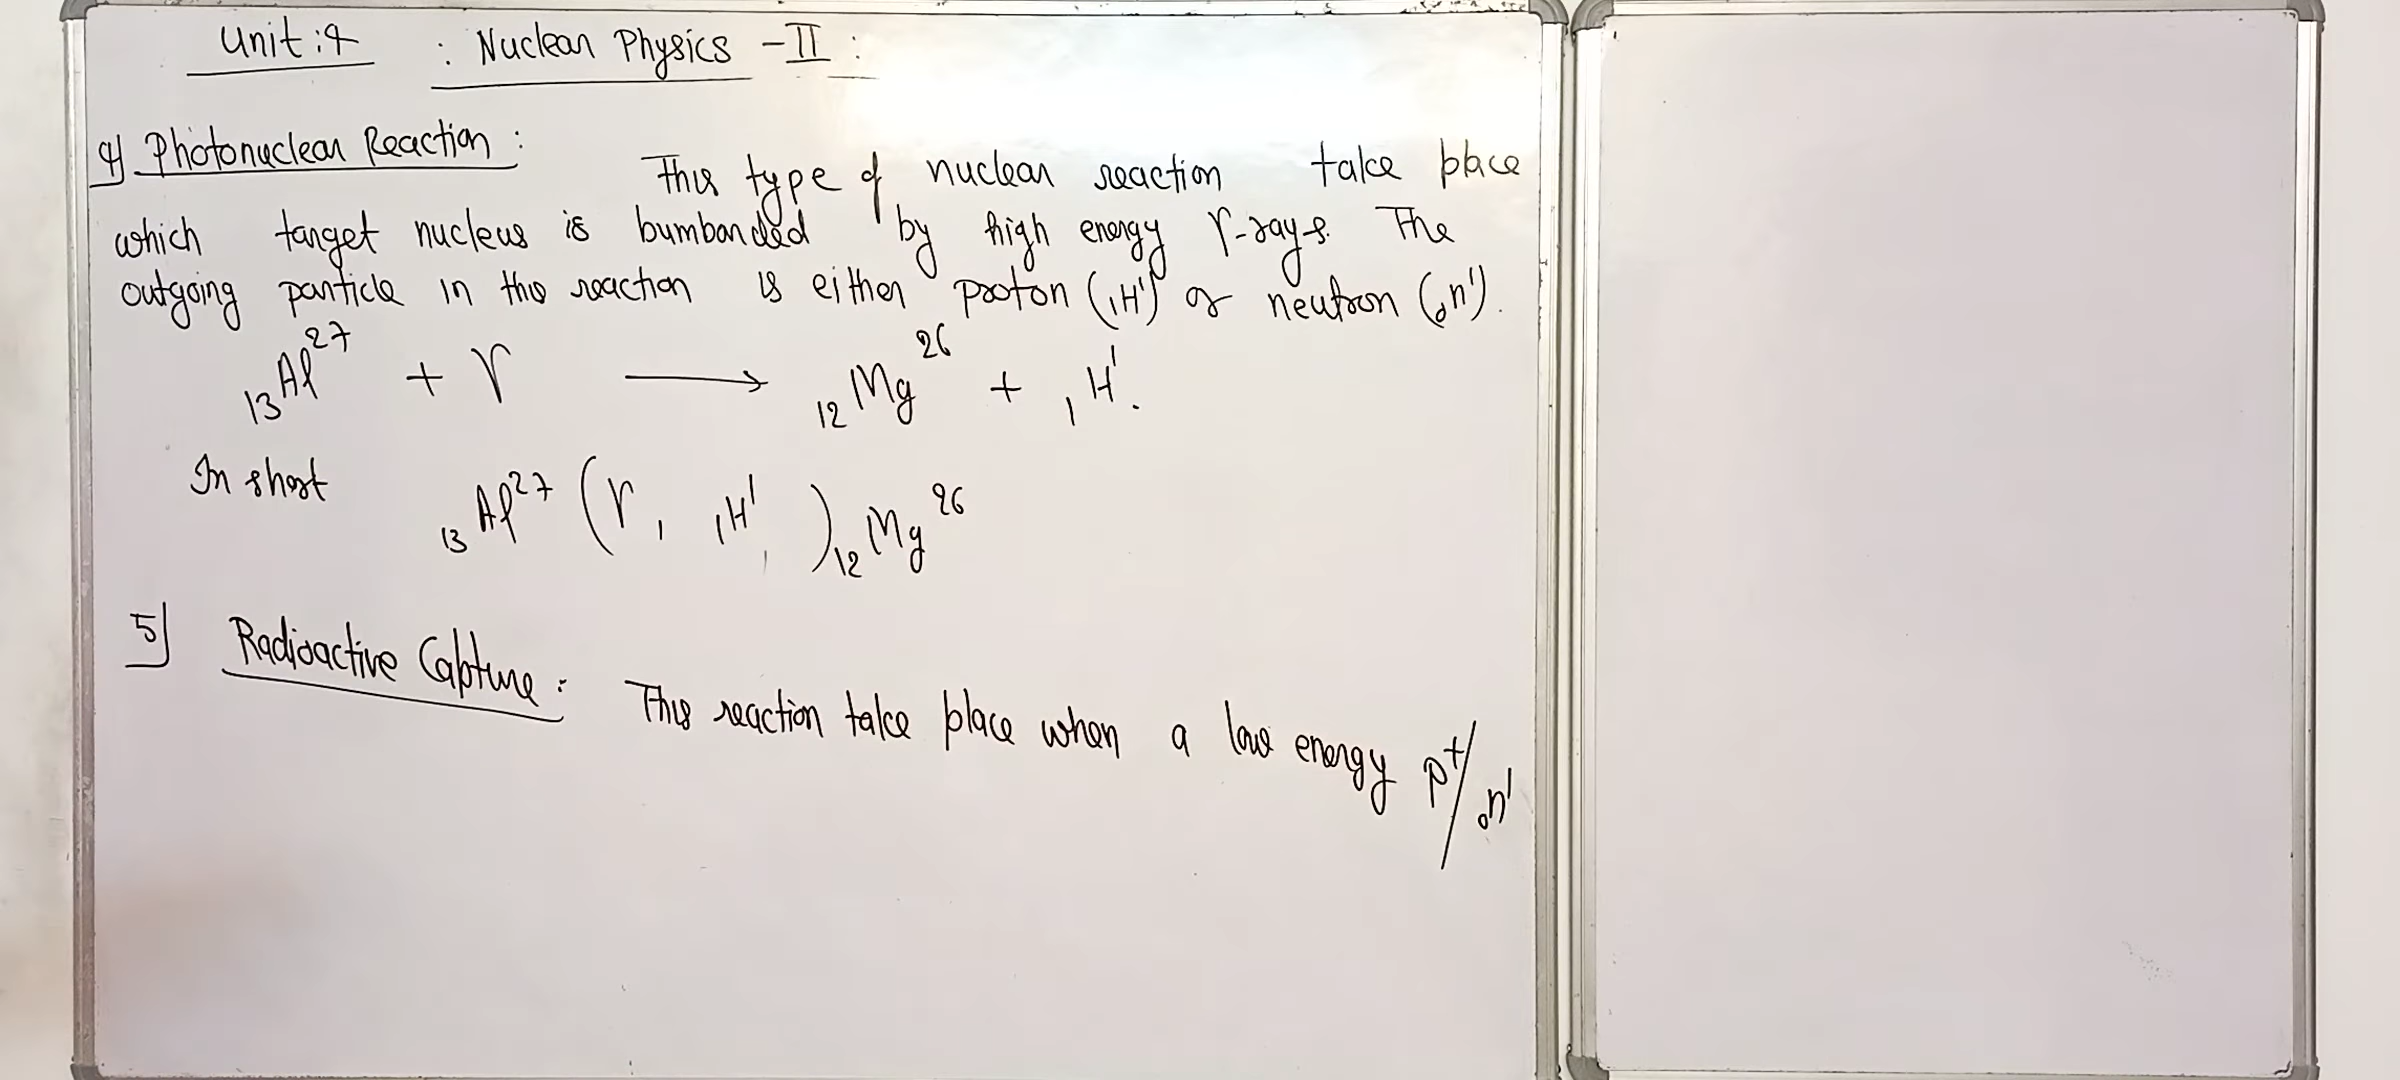 Unit:4 : Nuclear Physics - II :
4] Photonuclear Reaction : This type of nuclear reaction take place
which target nucleus is bumbarded by high energy γ-rays. The
outgoing particle in this reaction is either proton (₁H¹) or neutron (₀n¹).
₁₃Al²⁷ + γ ⟶ ₁₂Mg²⁶ + ₁H¹.
In short ₁₃Al²⁷ (γ, ₁H¹, )₁₂Mg²⁶
5] Radioactive Capture : This reaction take place when a low energy p⁺/₀n¹